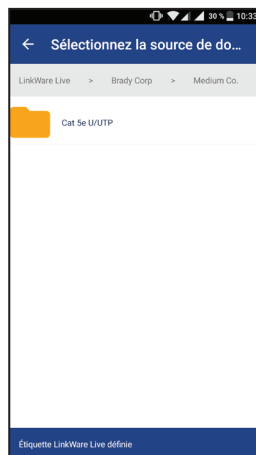 30 % 10:33
← Sélectionnez la source de do...
LinkWare Live > Brady Corp > Medium Co.
Cat 5e U/UTP
Étiquette LinkWare Live définie